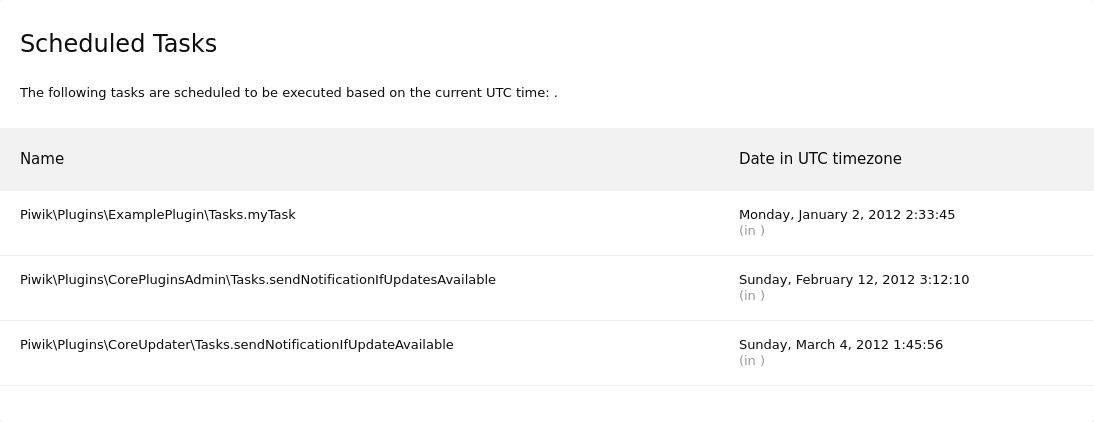 Scheduled Tasks
The following tasks are scheduled to be executed based on the current UTC time: .
Name Date in UTC timezone
Piwik\Plugins\ExamplePlugin\Tasks.myTask Monday, January 2, 2012 2:33:45
(in )
Piwik\Plugins\CorePluginsAdmin\Tasks.sendNotificationIfUpdatesAvailable Sunday, February 12, 2012 3:12:10
(in )
Piwik\Plugins\CoreUpdater\Tasks.sendNotificationIfUpdateAvailable Sunday, March 4, 2012 1:45:56
(in )